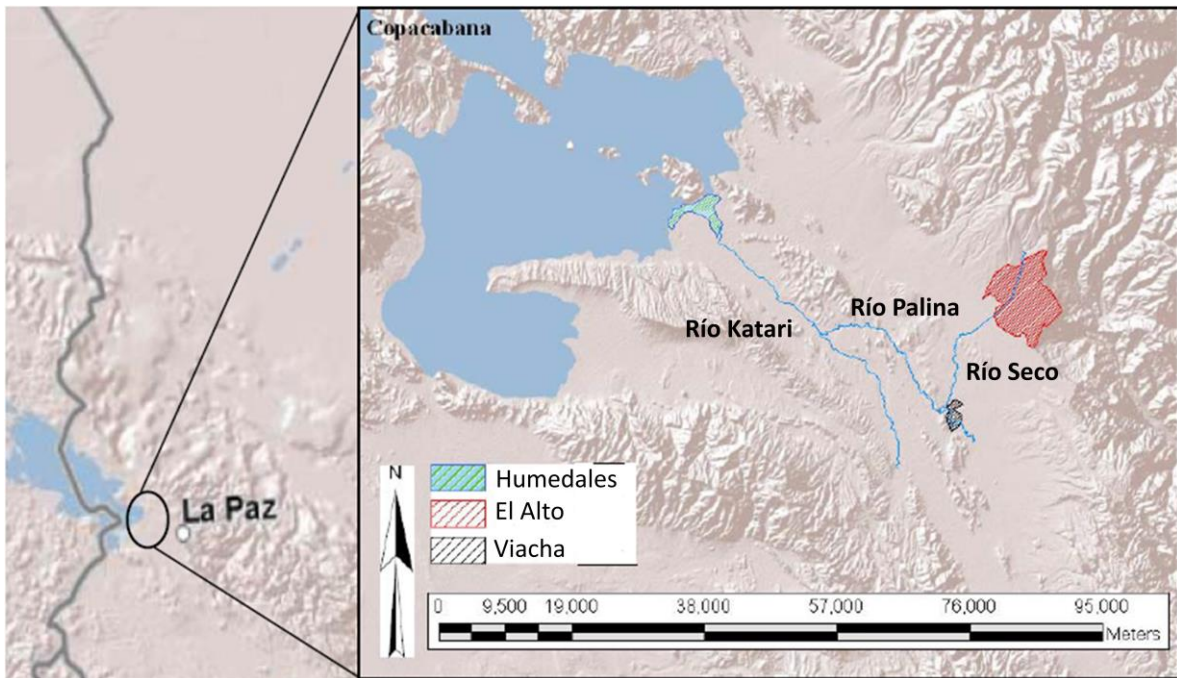 Copacabana
La Paz
Río Palina
Río Katari
Río Seco
N
Humedales
El Alto
Viacha
0 9,500 19,000 38,000 57,000 76,000 95,000
Meters